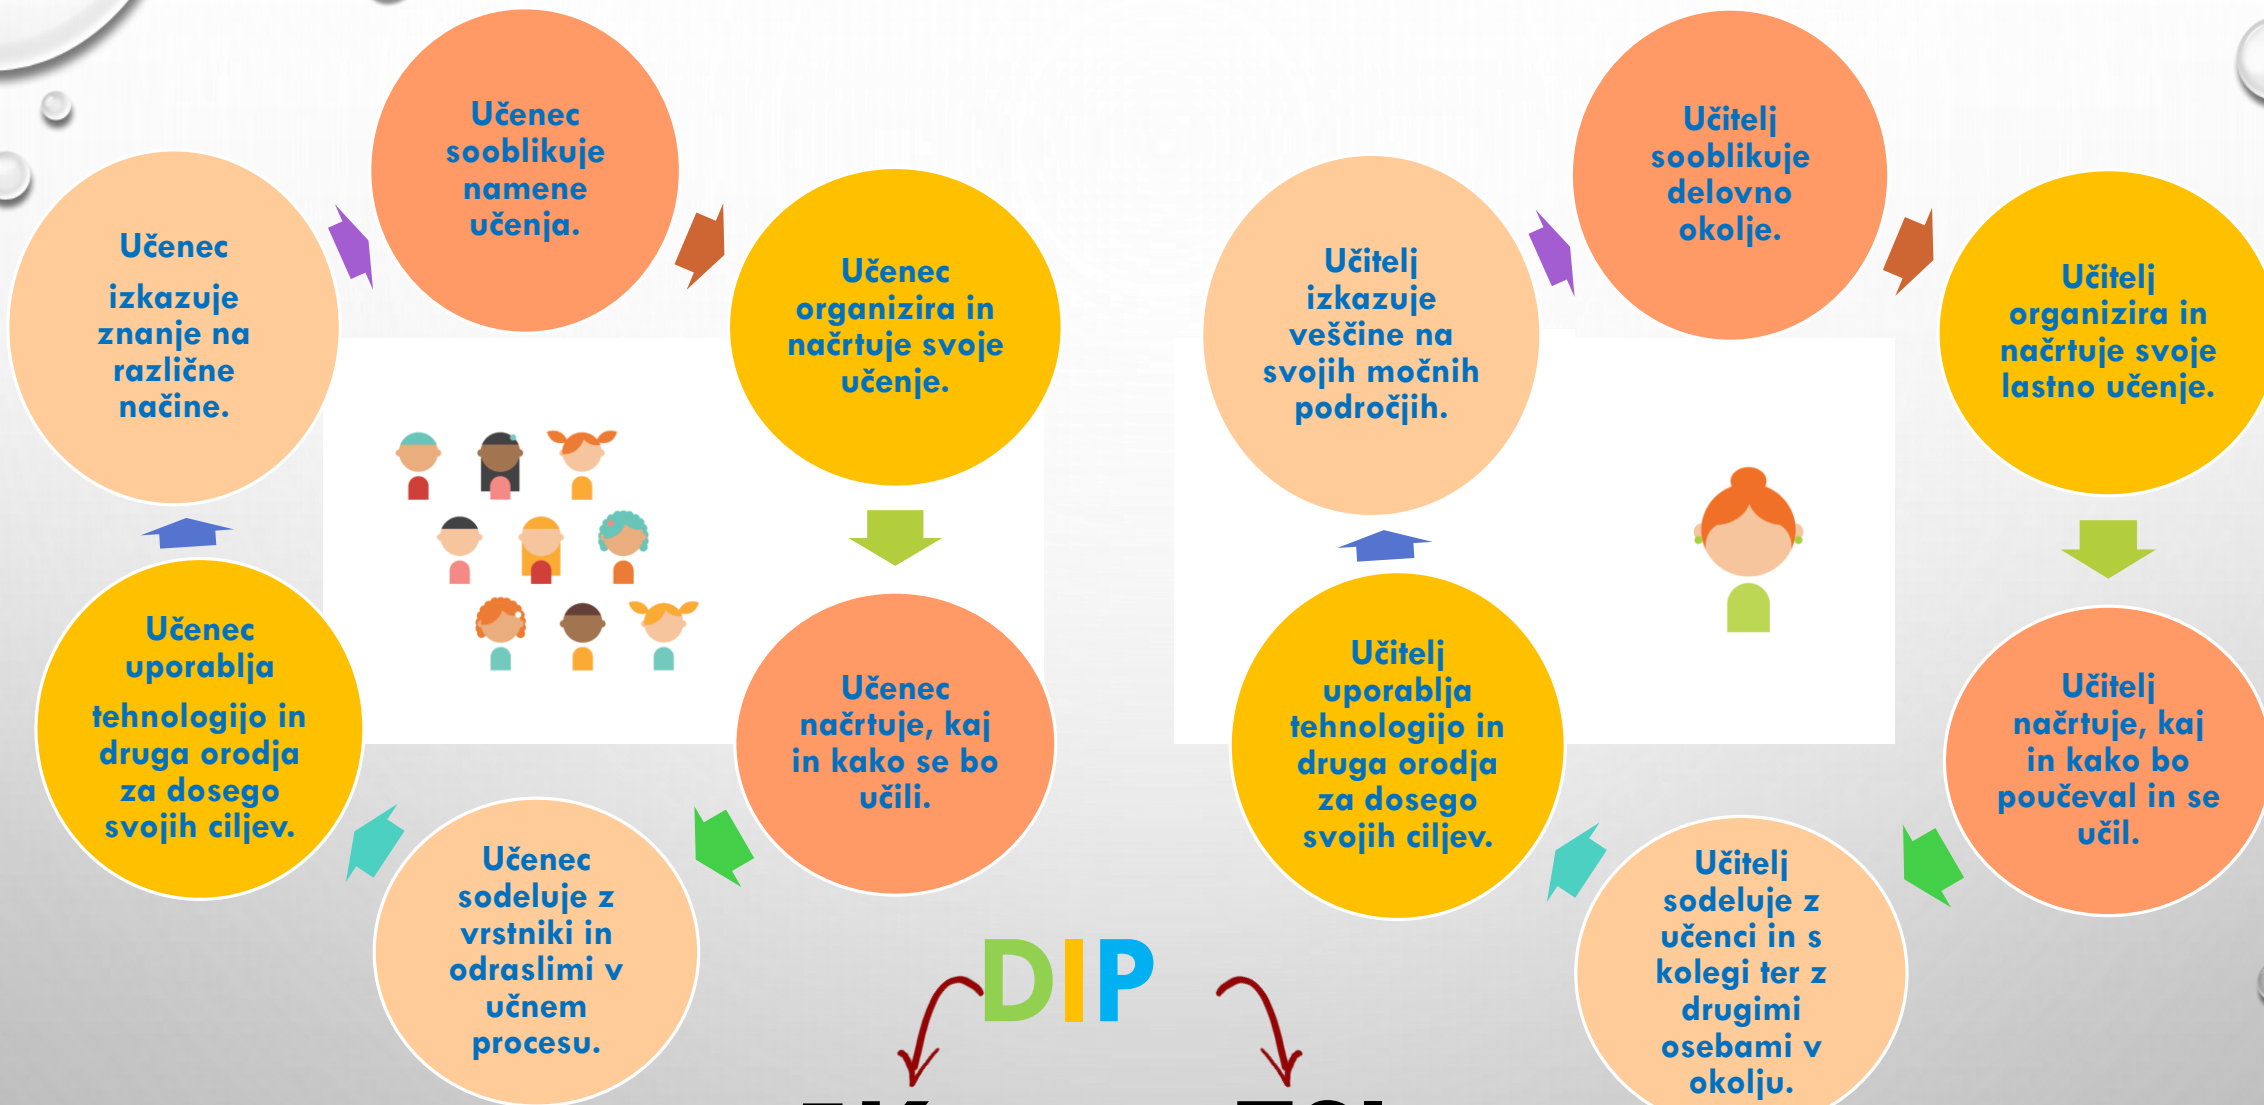 Učenec
sooblikuje
namene
učenja.
Učenec
organizira in
načrtuje svoje
učenje.
Učenec
načrtuje, kaj
in kako se bo
učili.
Učenec
sodeluje z
vrstniki in
odraslimi v
učnem
procesu.
Učenec
uporablja
tehnologijo in
druga orodja
za dosego
svojih ciljev.
Učenec
izkazuje
znanje na
različne
načine.
Učitelj
sooblikuje
delovno
okolje.
Učitelj
organizira in
načrtuje svoje
lastno učenje.
Učitelj
načrtuje, kaj
in kako bo
poučeval in se
učil.
Učitelj
sodeluje z
učenci in s
kolegi ter z
drugimi
osebami v
okolju.
Učitelj
uporablja
tehnologijo in
druga orodja
za dosego
svojih ciljev.
Učitelj
izkazuje
veščine na
svojih močnih
področjih.
DIP